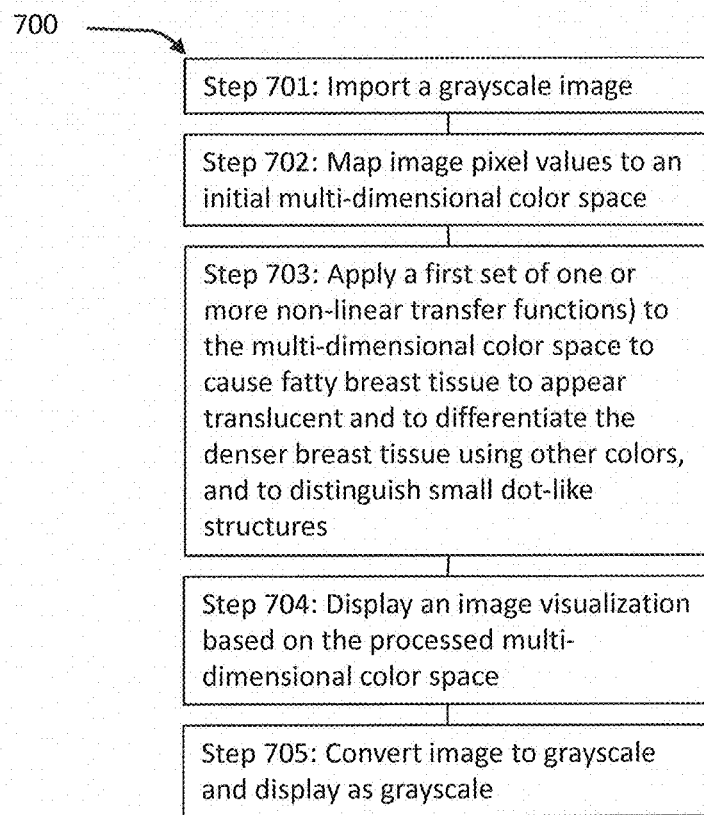 700
Step 701: Import a grayscale image
Step 702: Map image pixel values to an
initial multi-dimensional color space
Step 703: Apply a first set of one or
more non-linear transfer functions) to
the multi-dimensional color space to
cause fatty breast tissue to appear
translucent and to differentiate the
denser breast tissue using other colors,
and to distinguish small dot-like
structures
Step 704: Display an image visualization
based on the processed multi-
dimensional color space
Step 705: Convert image to grayscale
and display as grayscale